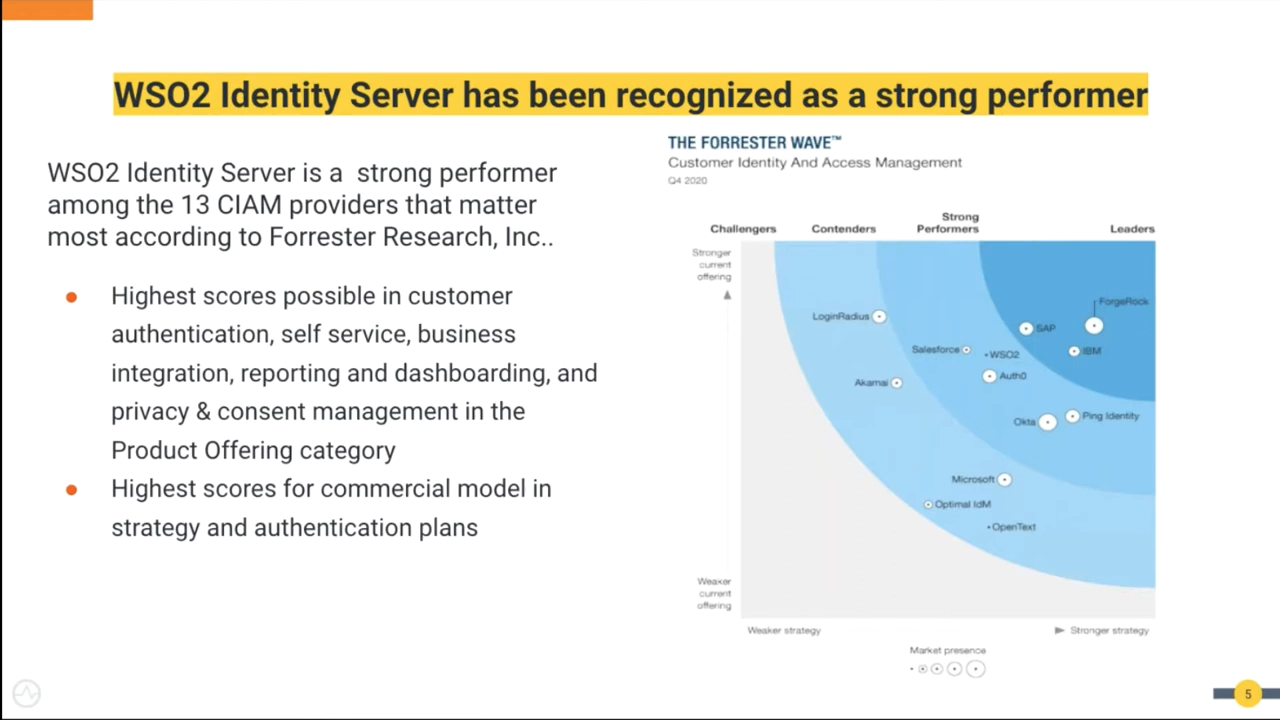 WSO2 Identity Server has been recognized as a strong performer
WSO2 Identity Server is a strong performer
among the 13 CIAM providers that matter
most according to Forrester Research, Inc..
• Highest scores possible in customer
authentication, self service, business
integration, reporting and dashboarding, and
privacy & consent management in the
Product Offering category
• Highest scores for commercial model in
strategy and authentication plans
THE FORRESTER WAVE™
Customer Identity And Access Management
Q4 2020
Challengers
Contenders
Strong
Performers
Leaders
Stronger
current
offering
ForgeRock
LoginRadius
SAP
Salesforce
WSO2
IBM
Auth0
Akamai
Okta
Ping Identity
Microsoft
Optimal IdM
OpenText
Weaker
current
offering
Weaker strategy
Stronger strategy
Market presence
5